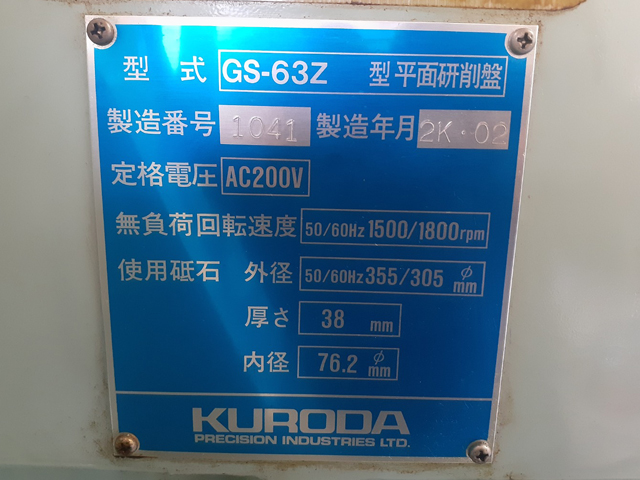 型式 GS-63Z 型平面研削盤
製造番号 1041 製造年月 2K・02
定格電圧 AC200V
無負荷回転速度 50/60Hz 1500/1800rpm
使用砥石 外径 50/60Hz 355/305 φmm
厚さ 38 mm
内径 76.2 φmm
KURODA
PRECISION INDUSTRIES LTD.